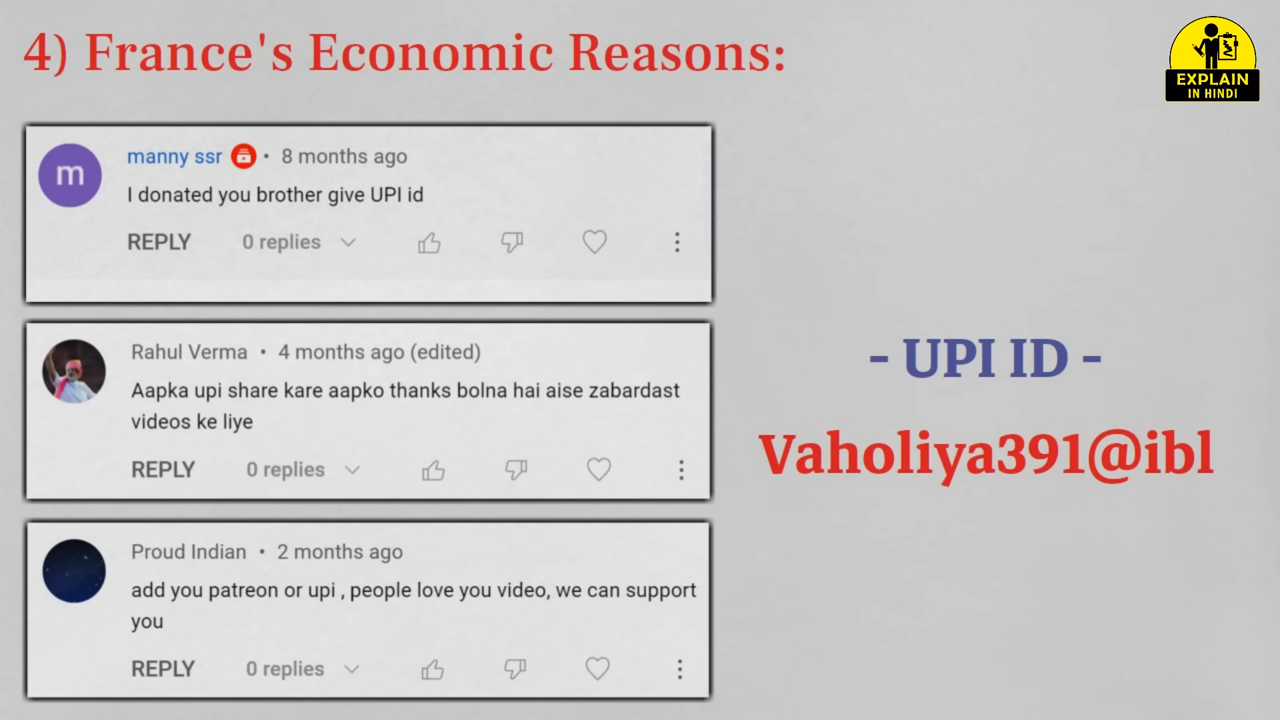 4) France's Economic Reasons:
EXPLAIN
IN HINDI
m
manny ssr • 8 months ago
I donated you brother give UPI id
REPLY 0 replies
Rahul Verma • 4 months ago (edited)
Aapka upi share kare aapko thanks bolna hai aise zabardast
videos ke liye
REPLY 0 replies
Proud Indian • 2 months ago
add you patreon or upi , people love you video, we can support
you
REPLY 0 replies
- UPI ID -
Vaholiya391@ibl